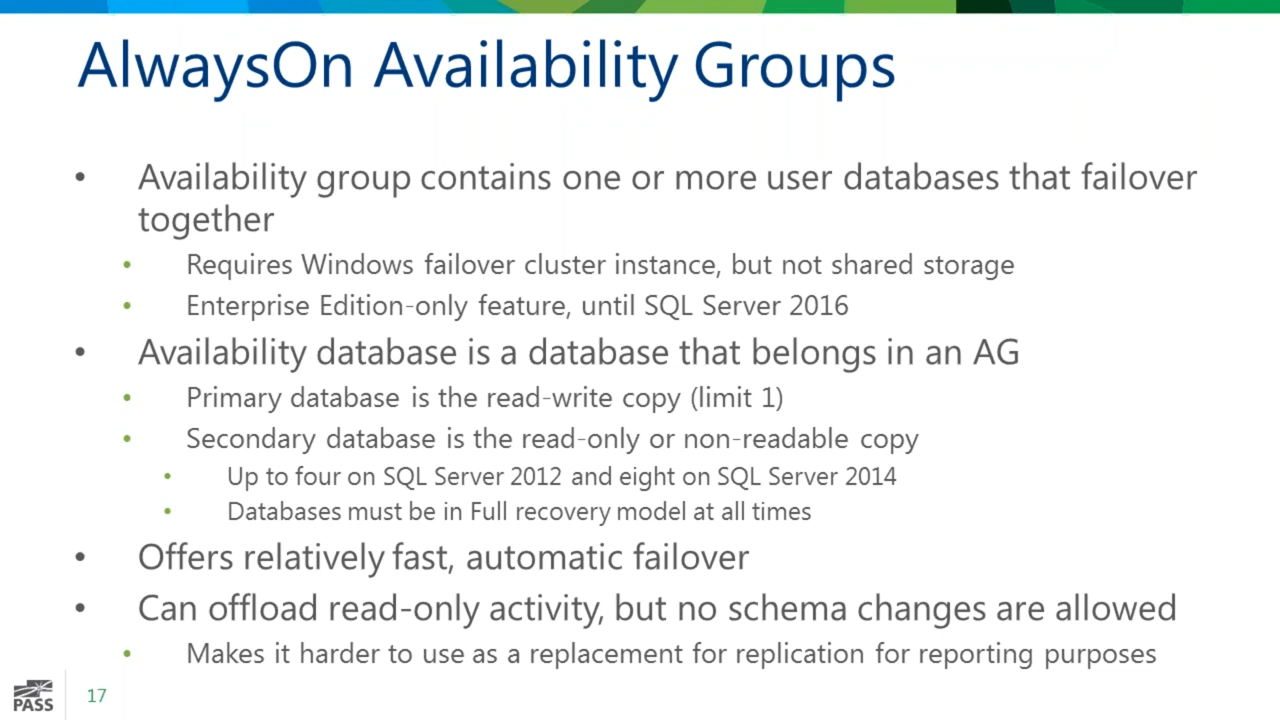 AlwaysOn Availability Groups
• Availability group contains one or more user databases that failover
together
• Requires Windows failover cluster instance, but not shared storage
• Enterprise Edition-only feature, until SQL Server 2016
• Availability database is a database that belongs in an AG
• Primary database is the read-write copy (limit 1)
• Secondary database is the read-only or non-readable copy
• Up to four on SQL Server 2012 and eight on SQL Server 2014
• Databases must be in Full recovery model at all times
• Offers relatively fast, automatic failover
• Can offload read-only activity, but no schema changes are allowed
• Makes it harder to use as a replacement for replication for reporting purposes
PASS
17